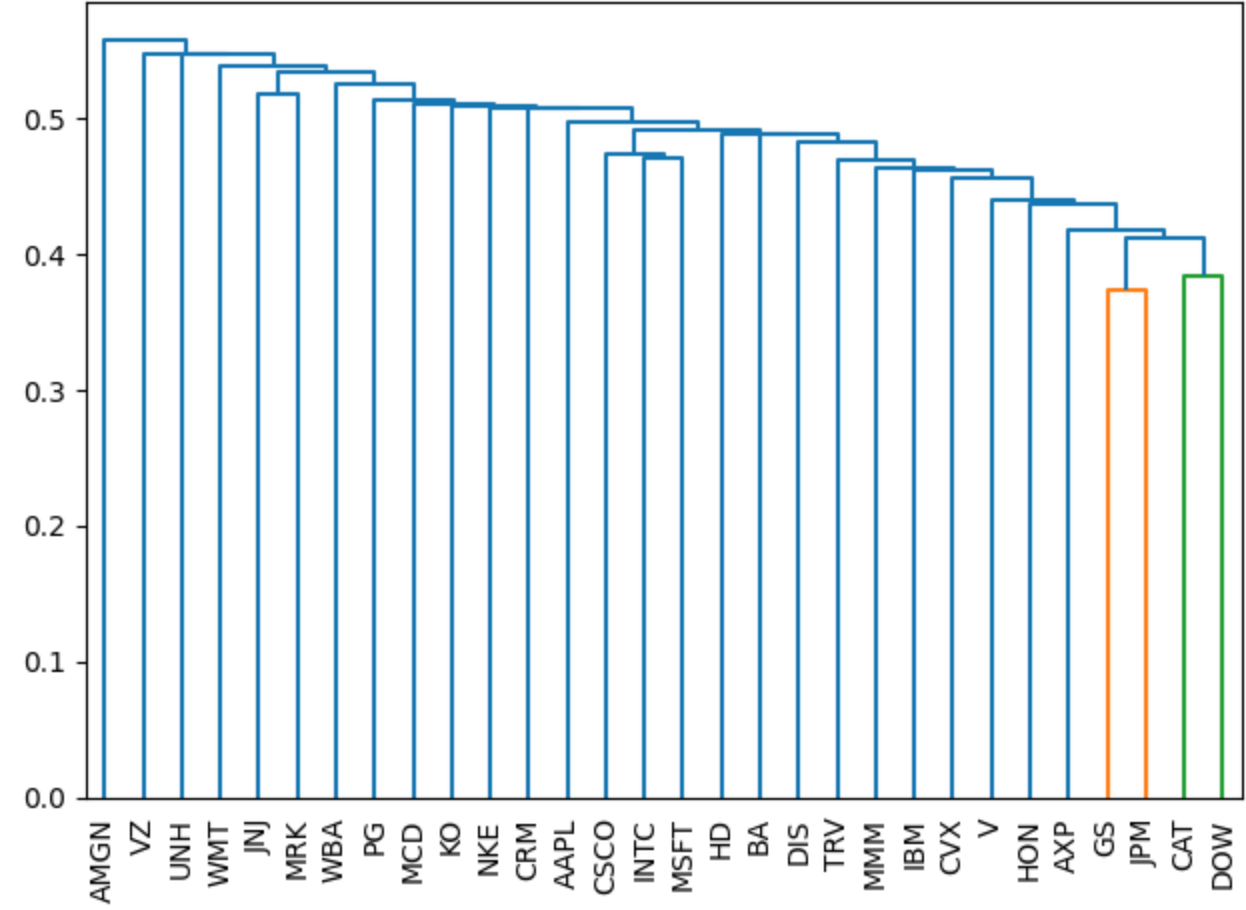 0.5
0.4
0.3
0.2
0.1
0.0
AMGN
VZ
UNH
WMT
JNJ
MRK
WBA
PG
MCD
KO
NKE
CRM
AAPL
CSCO
INTC
MSFT
HD
BA
DIS
TRV
MMM
IBM
CVX
V
HON
AXP
GS
JPM
CAT
DOW